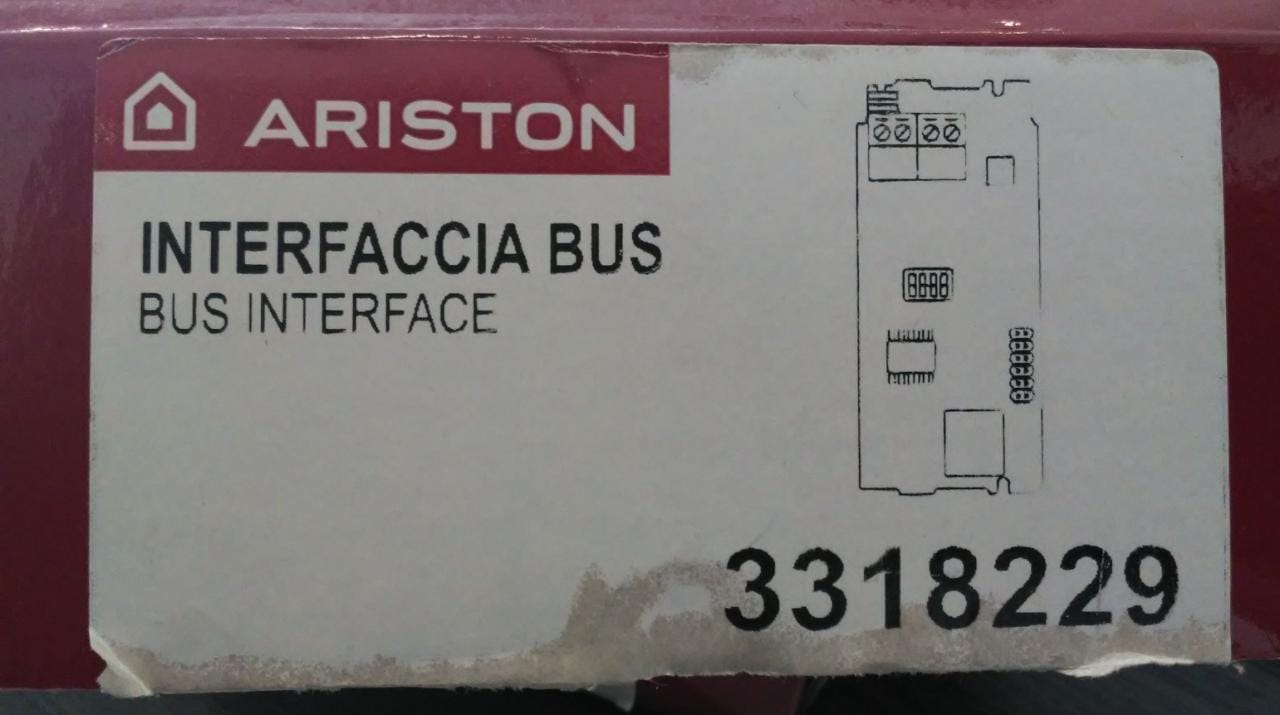 ARISTON
INTERFACCIA BUS
BUS INTERFACE
3318229